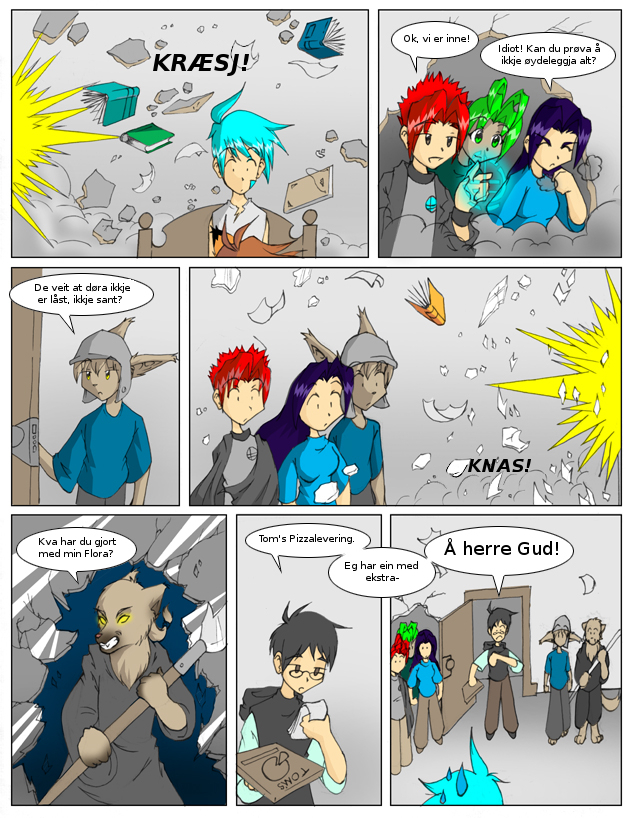 KRÆSJ!
Ok, vi er inne!
Idiot! Kan du prøva å
ikkje øydeleggja alt?
De veit at døra ikkje
er låst, ikkje sant?
KNAS!
Kva har du gjort
med min Flora?
Tom's Pizzalevering.
Eg har ein med
ekstra-
TOMS
Å herre Gud!